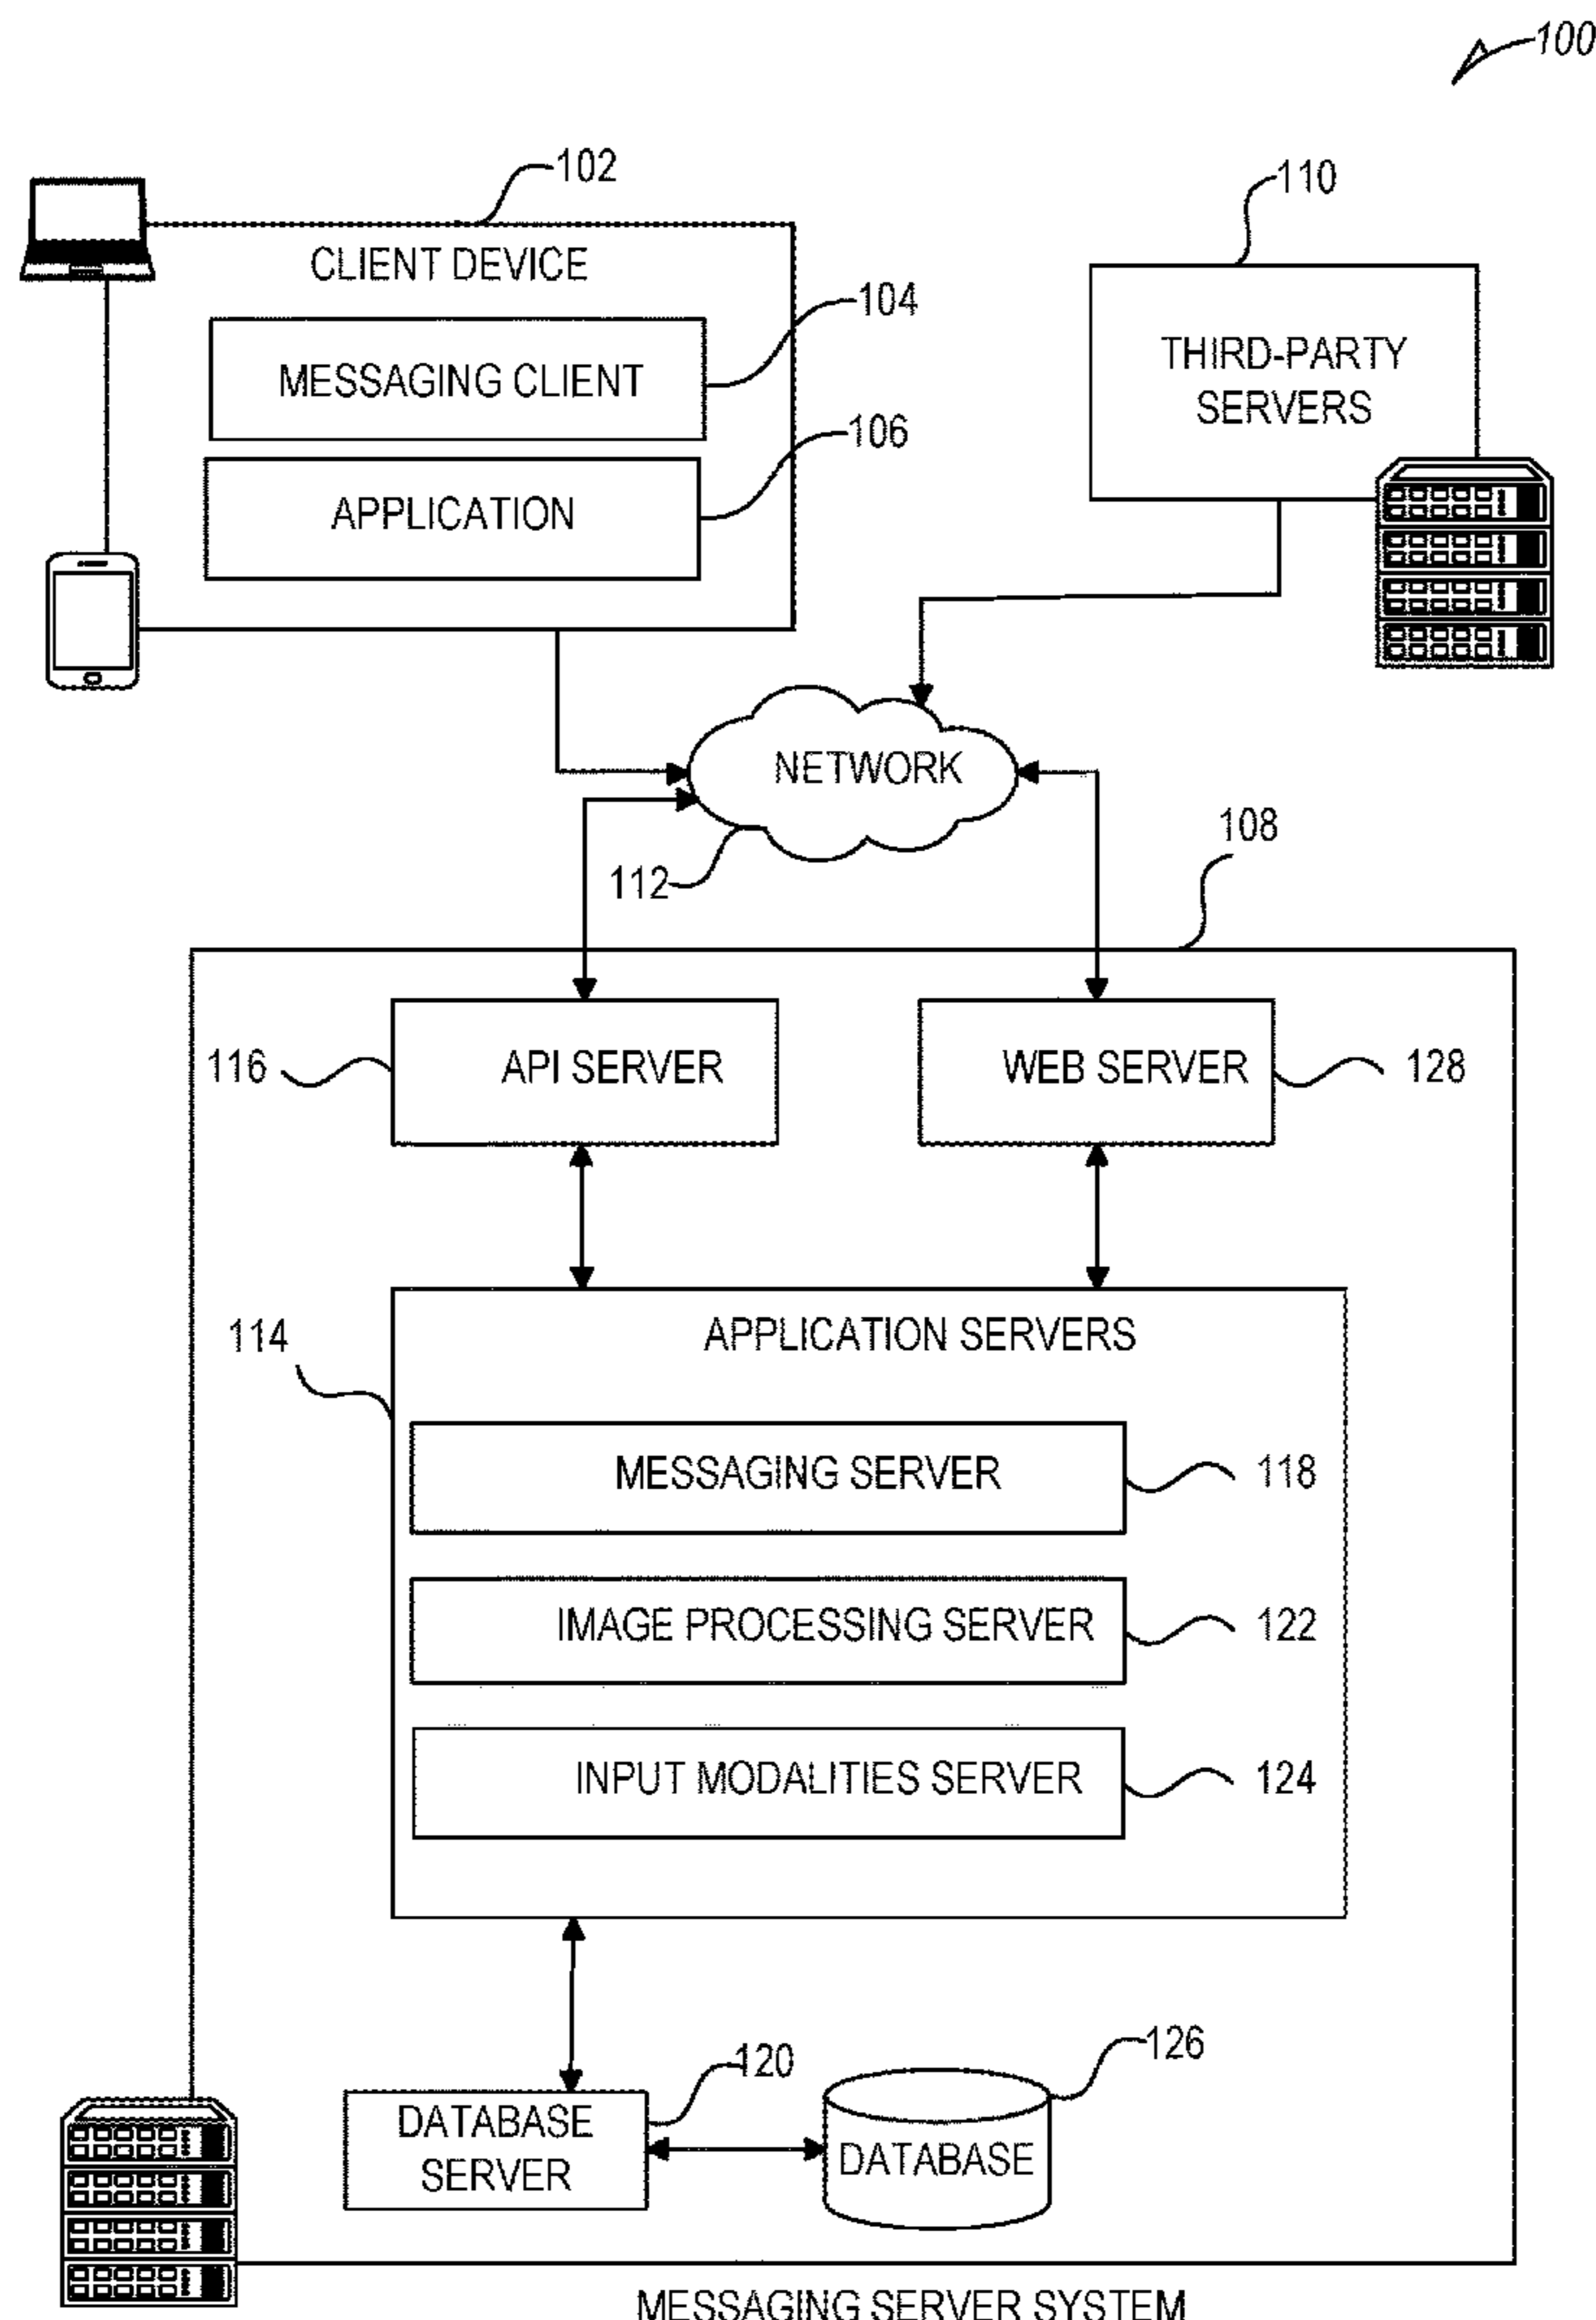 100
102
110
CLIENT DEVICE
104
MESSAGING CLIENT
THIRD-PARTY
SERVERS
106
APPLICATION
NETWORK
108
112
116
API SERVER
WEB SERVER
128
APPLICATION SERVERS
114
MESSAGING SERVER
118
IMAGE PROCESSING SERVER
122
INPUT MODALITIES SERVER
124
120
126
DATABASE
SERVER
DATABASE
MESSAGING SERVER SYSTEM